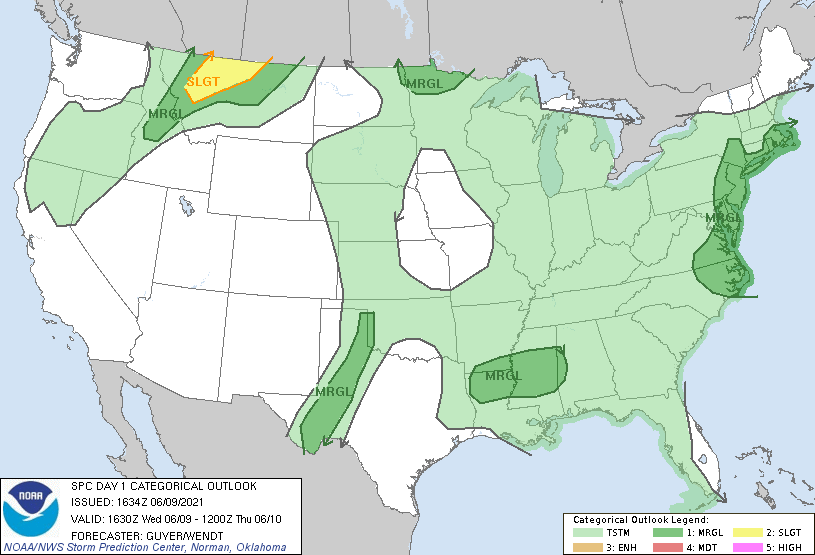 SLGT
MRGL
MRGL
MRGL
MRGL
MRGL
NOAA
SPC DAY 1 CATEGORICAL OUTLOOK
ISSUED: 1634Z 06/09/2021
VALID: 1630Z Wed 06/09 - 1200Z Thu 06/10
FORECASTER: GUYER/WENDT
NOAA/NWS Storm Prediction Center, Norman, Oklahoma
Categorical Outlook Legend:
TSTM 1: MRGL 2: SLGT
3: ENH 4: MDT 5: HIGH